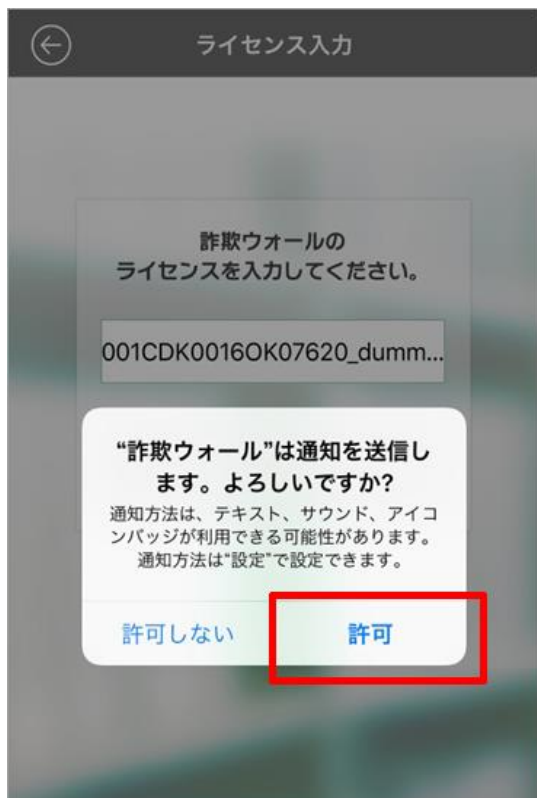 ライセンス入力
詐欺ウォールの
ライセンスを入力してください。
001CDK0016OK07620_dumm...
“詐欺ウォール”は通知を送信し
ます。よろしいですか?
通知方法は、テキスト、サウンド、アイコ
ンバッジが利用できる可能性があります。
通知方法は“設定”で設定できます。
許可しない
許可